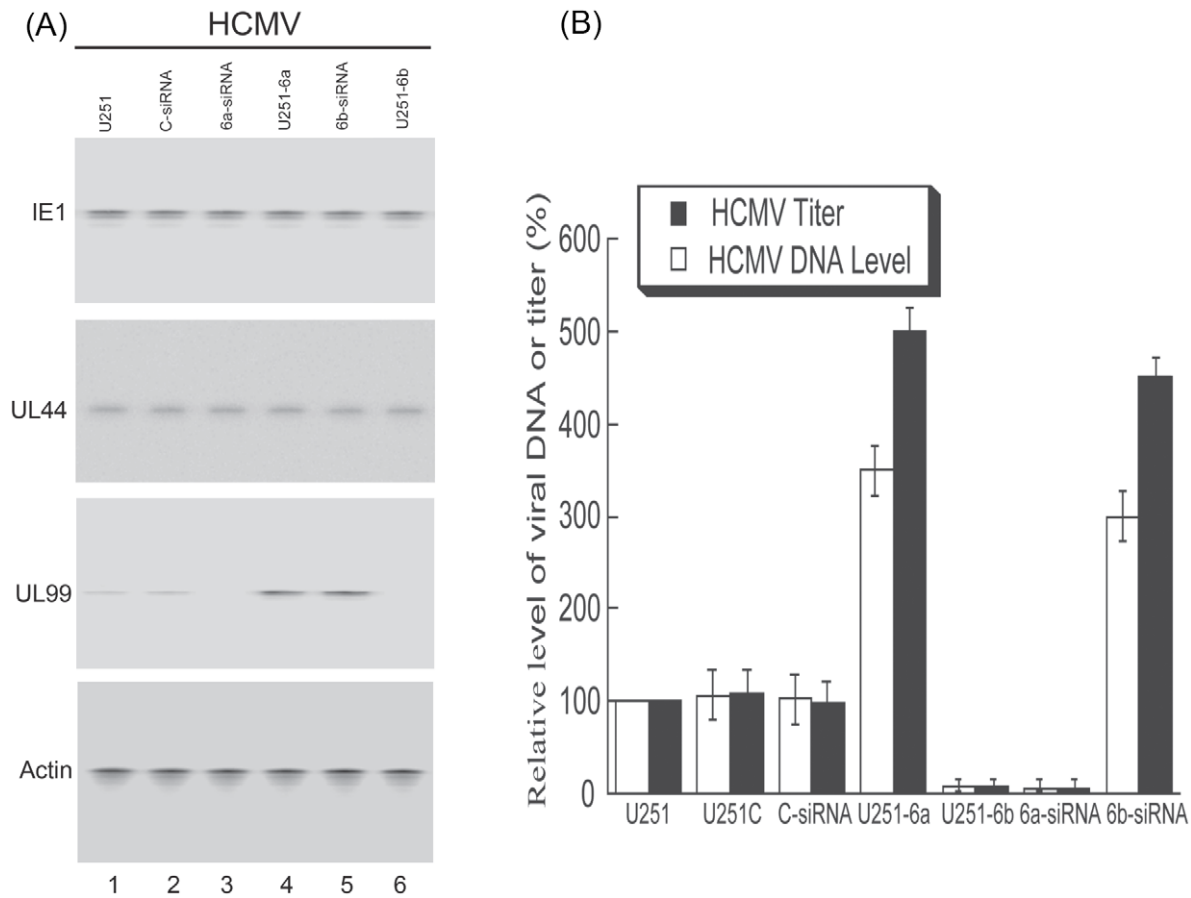 (A)
HCMV
U251
C-siRNA
6a-siRNA
U251-6a
6b-siRNA
U251-6b
IE1
UL44
UL99
Actin
1 2 3 4 5 6
(B)
Relative level of viral DNA or titer (%)
HCMV Titer
HCMV DNA Level
600
500
400
300
200
100
0
U251 U251C C-siRNA U251-6a U251-6b 6a-siRNA 6b-siRNA